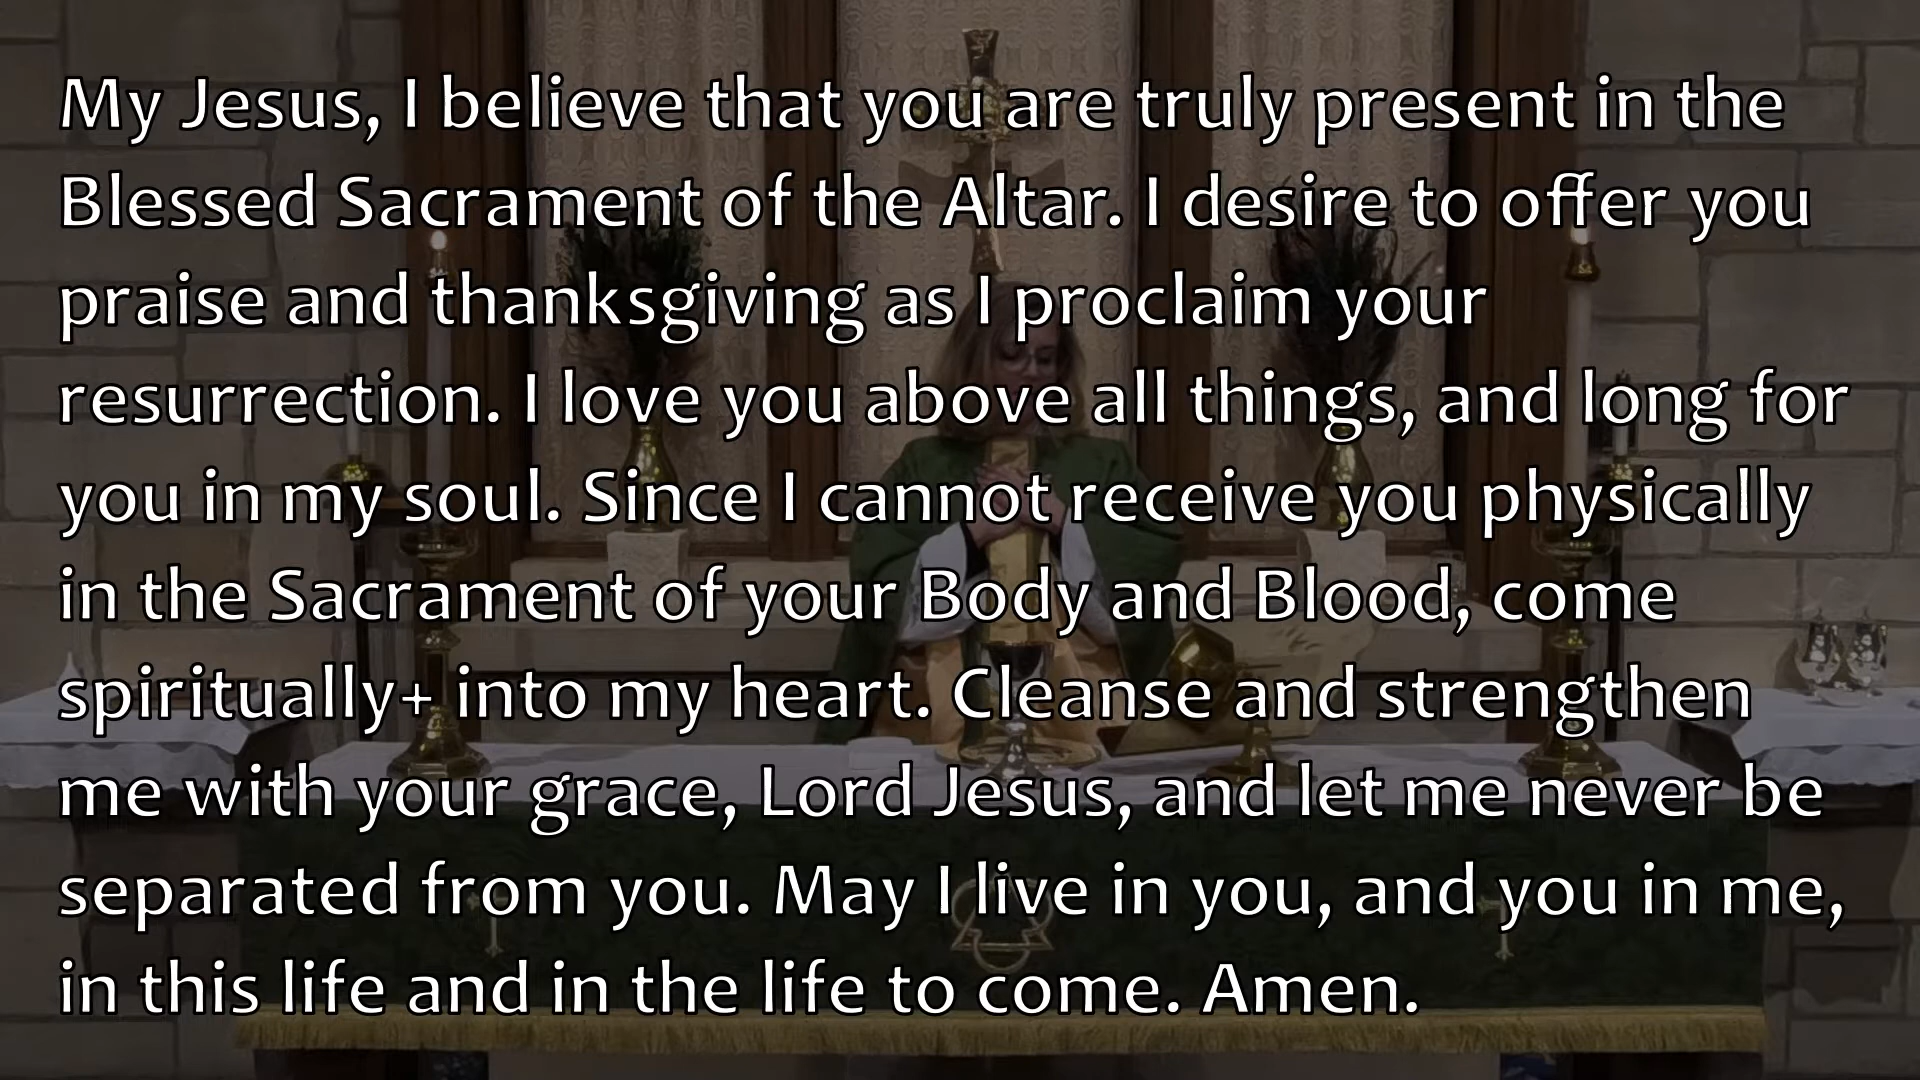 My Jesus, I believe that you are truly present in the
Blessed Sacrament of the Altar. I desire to offer you
praise and thanksgiving as I proclaim your
resurrection. I love you above all things, and long for
you in my soul. Since I cannot receive you physically
in the Sacrament of your Body and Blood, come
spiritually+ into my heart. Cleanse and strengthen
me with your grace, Lord Jesus, and let me never be
separated from you. May I live in you, and you in me,
in this life and in the life to come. Amen.